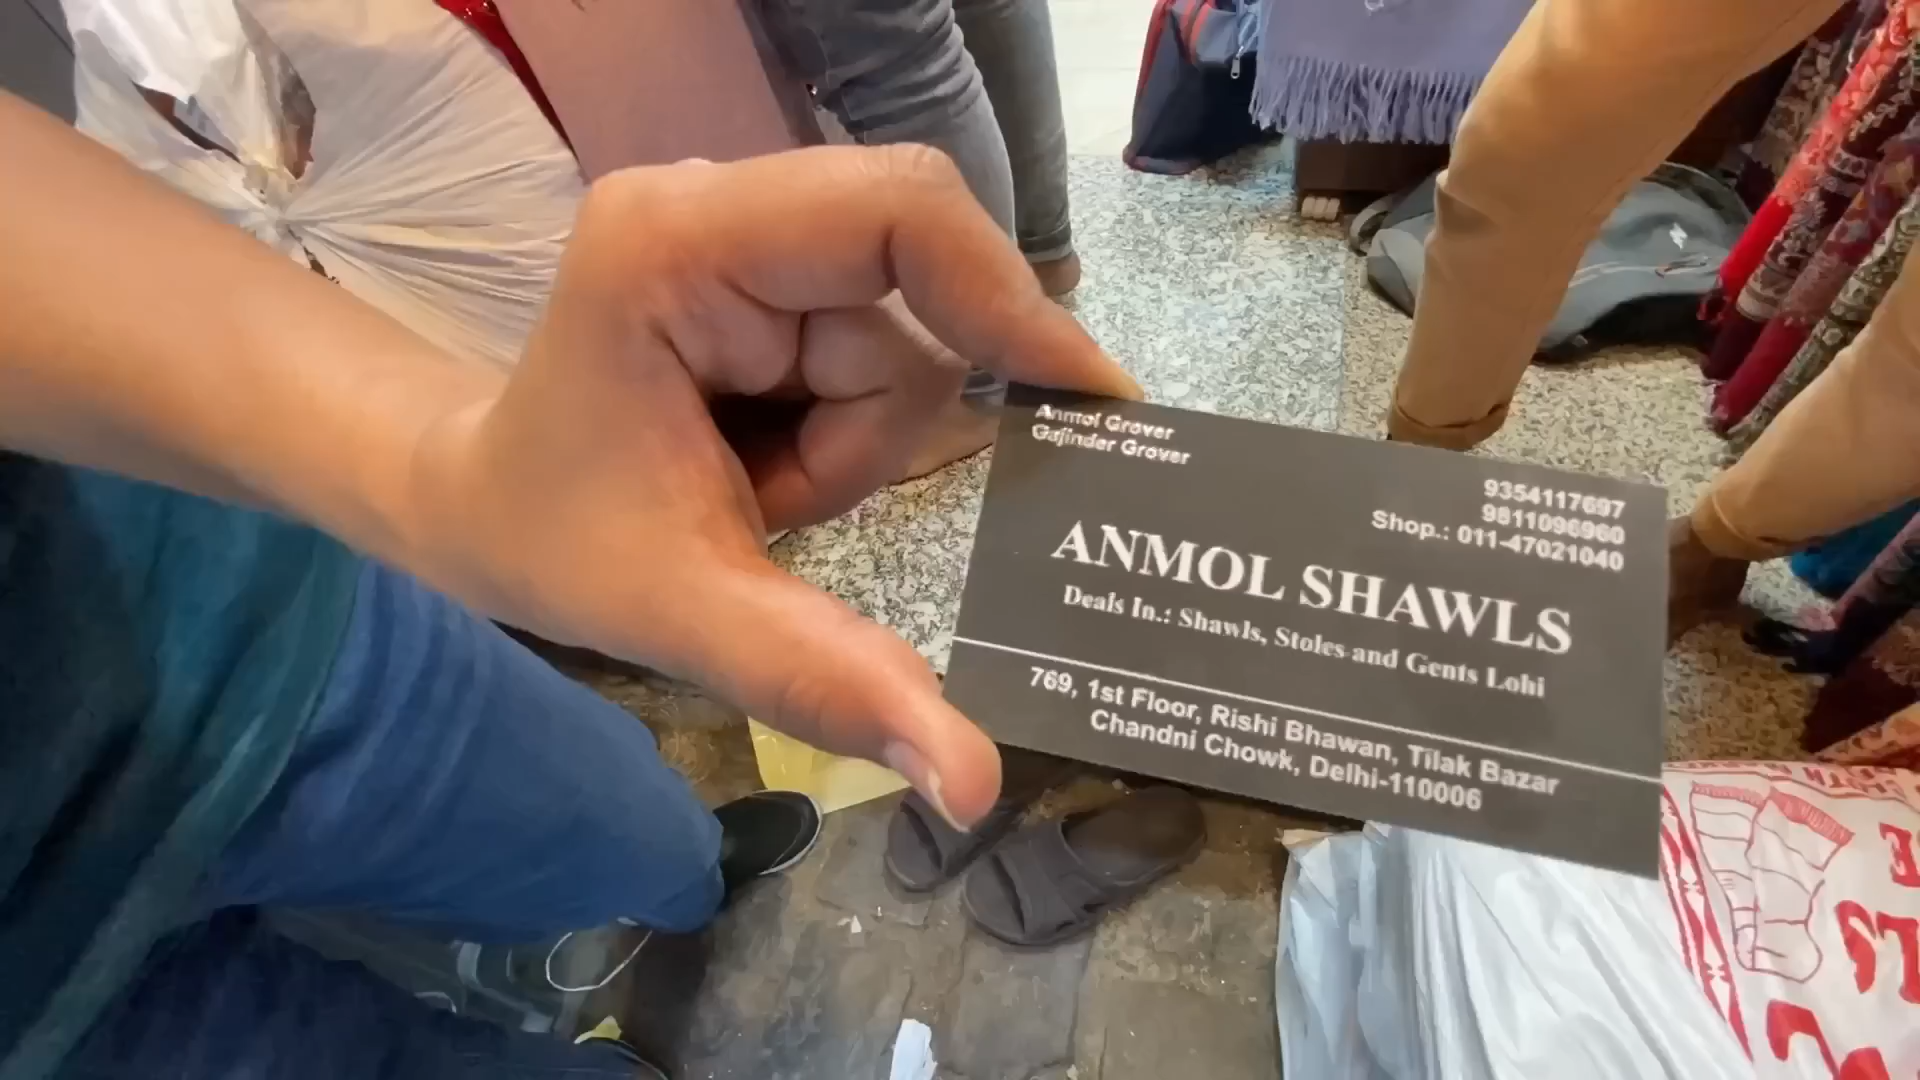 Anmol Grover
Gajinder Grover
9354117697
9811096960
Shop.: 011-47021040
ANMOL SHAWLS
Deals In.: Shawls, Stoles and Gents Lohi
769, 1st Floor, Rishi Bhawan, Tilak Bazar
Chandni Chowk, Delhi-110006